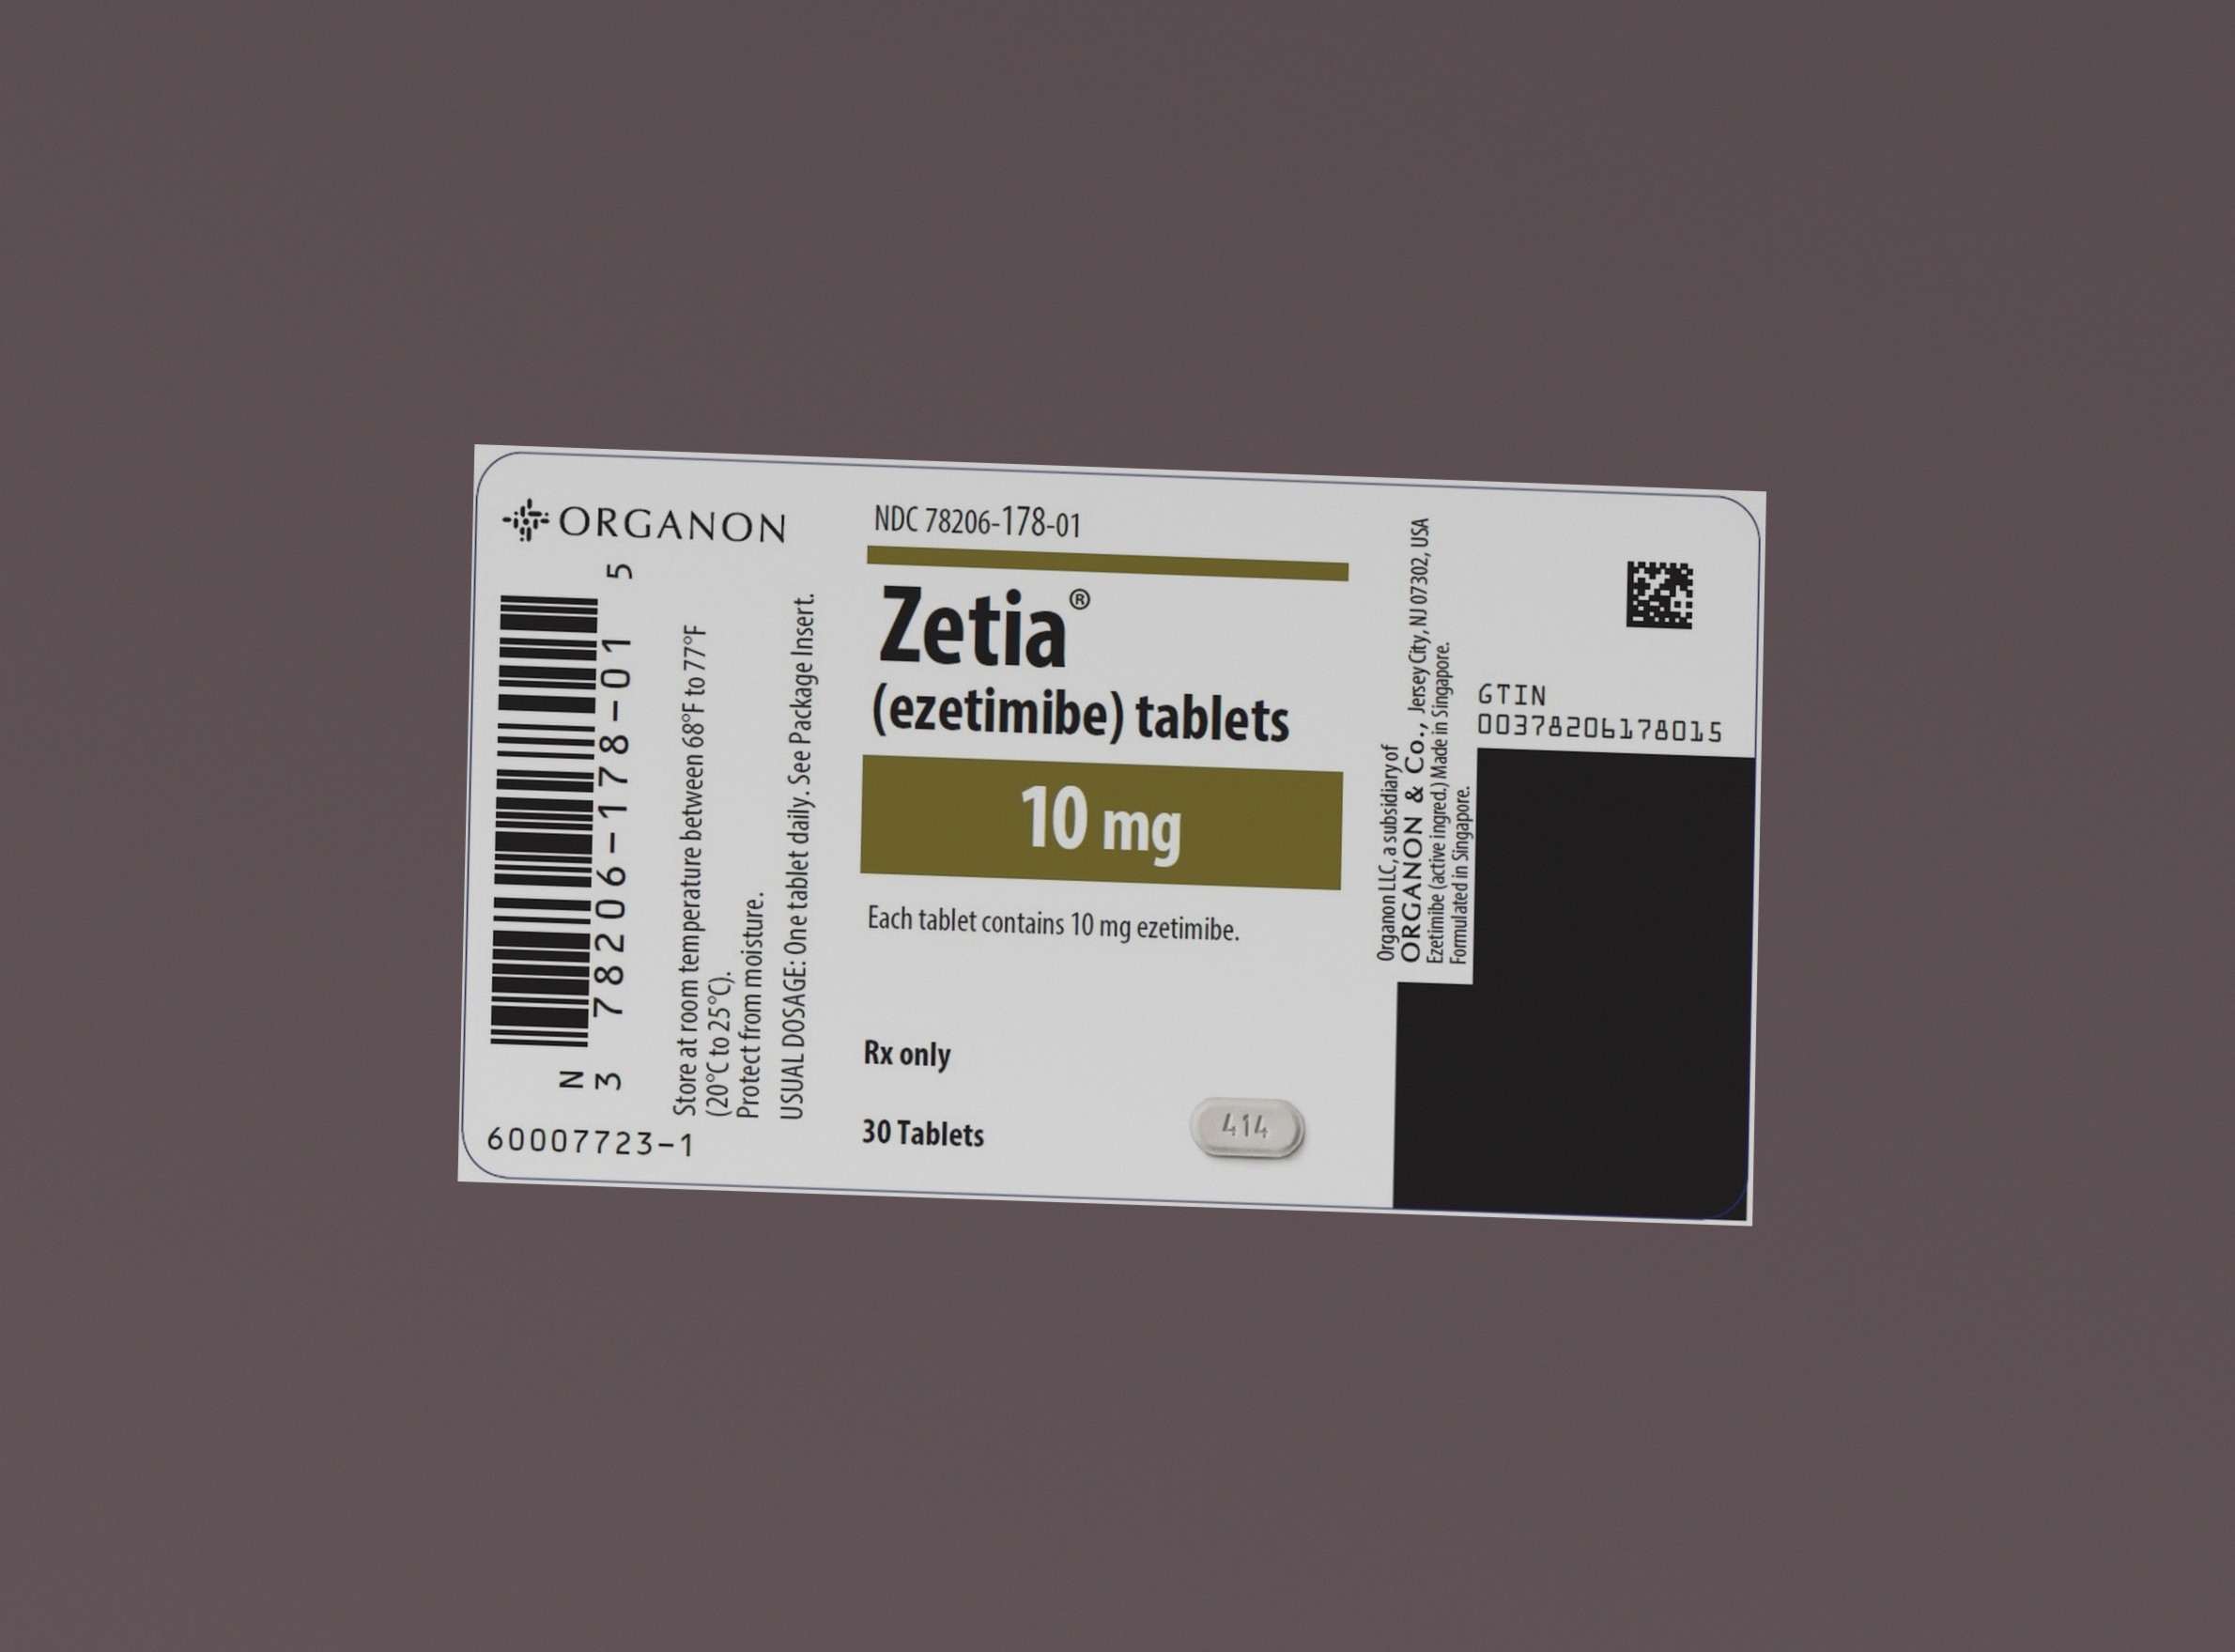 ORGANON
5
3 78206-178-01
N
60007723-1
Store at room temperature between 68°F to 77°F
(20°C to 25°C).
Protect from moisture.
USUAL DOSAGE: One tablet daily. See Package Insert.
NDC 78206-178-01
Zetia®
(ezetimibe) tablets
10 mg
Each tablet contains 10 mg ezetimibe.
Rx only
30 Tablets
414
Organon LLC, a subsidiary of
ORGANON & Co., Jersey City, NJ 07302, USA
Ezetimibe (active ingred.) Made in Singapore.
Formulated in Singapore.
GTIN
00378206178015